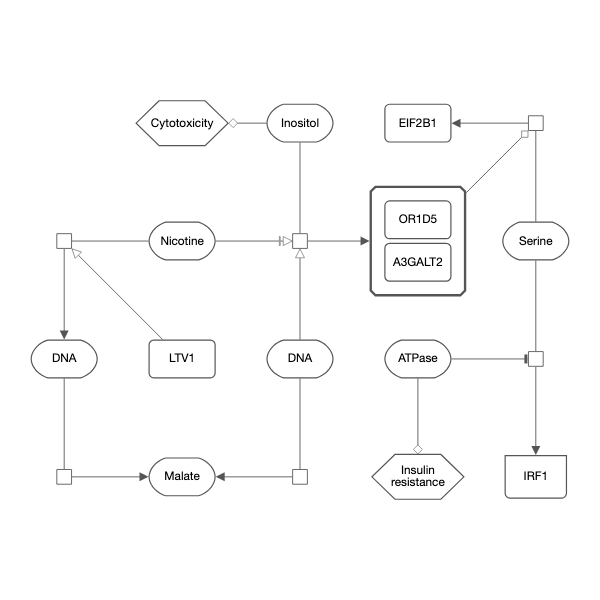 Cytotoxicity
Inositol
EIF2B1
OR1D5
Nicotine
Serine
A3GALT2
DNA
LTV1
DNA
ATPase
Malate
Insulin
resistance
IRF1